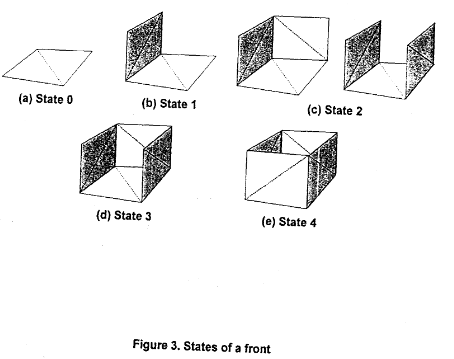 (a) State 0
(b) State 1
(c) State 2
(d) State 3
(e) State 4
Figure 3. States of a front